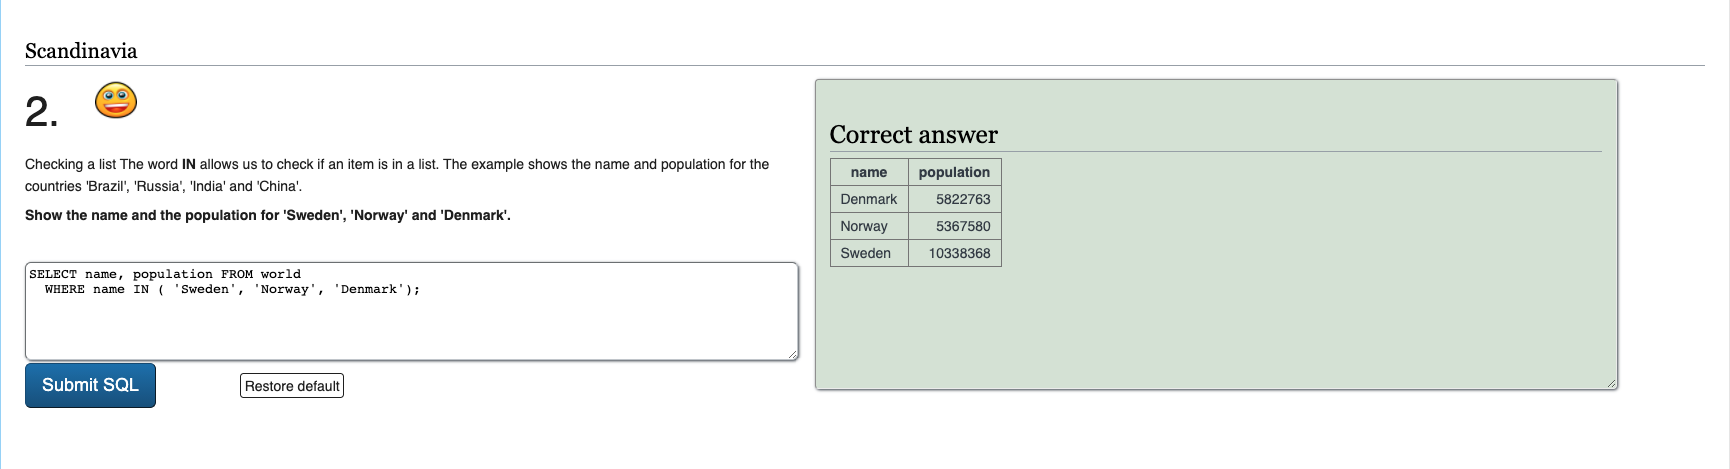 Scandinavia
2.
Checking a list The word IN allows us to check if an item is in a list. The example shows the name and population for the
countries 'Brazil', 'Russia', 'India' and 'China'.
Show the name and the population for 'Sweden', 'Norway' and 'Denmark'.
SELECT name, population FROM world
  WHERE name IN ( 'Sweden', 'Norway', 'Denmark');
Submit SQL
Restore default
Correct answer
name population
Denmark 5822763
Norway 5367580
Sweden 10338368